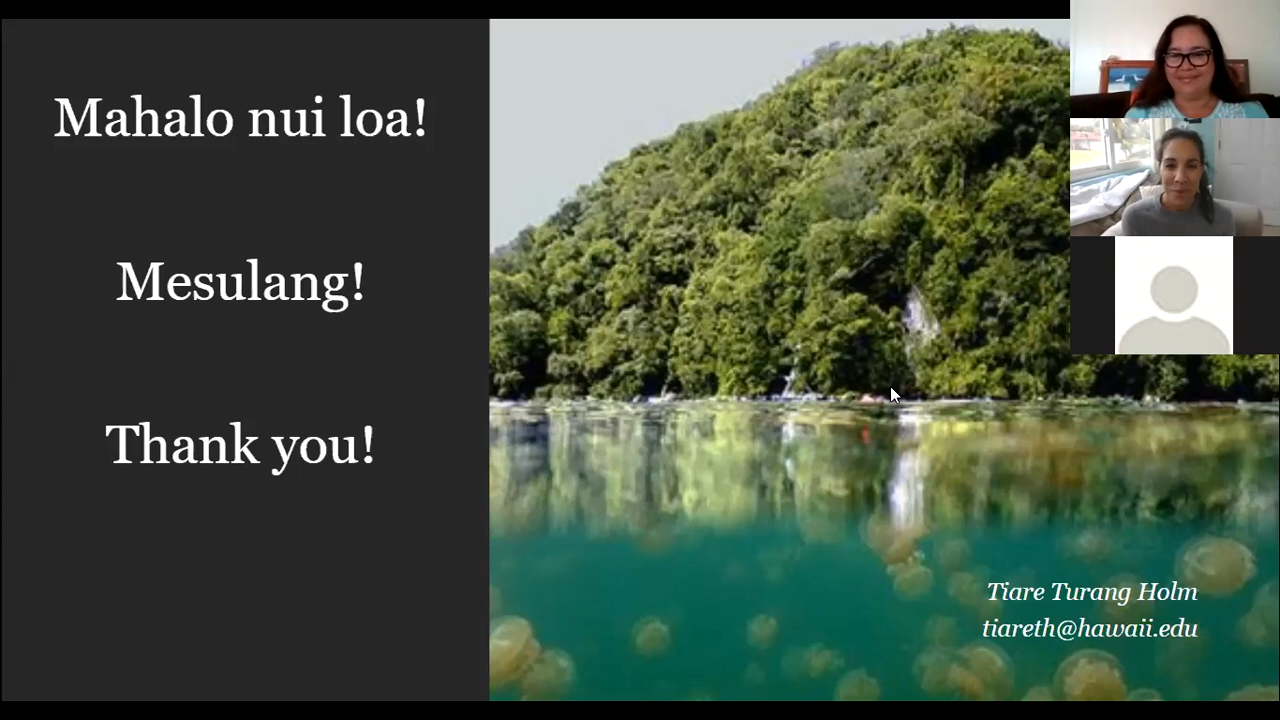 Mahalo nui loa!
Mesulang!
Thank you!
Tiare Turang Holm
tiareth@hawaii.edu